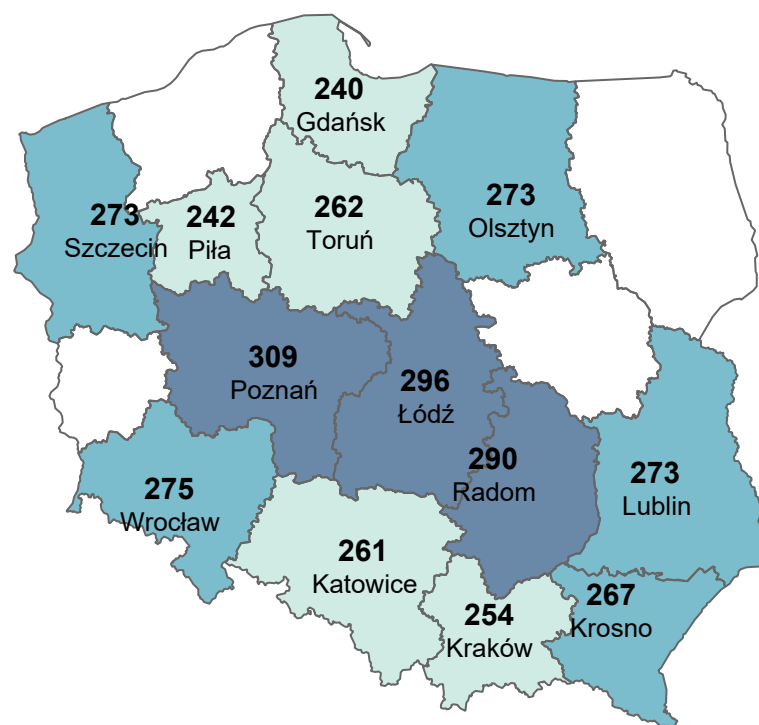 240
Gdańsk
273
Szczecin
242
Piła
262
Toruń
273
Olsztyn
309
Poznań
296
Łódź
290
Radom
273
Lublin
275
Wrocław
261
Katowice
254
Kraków
267
Krosno